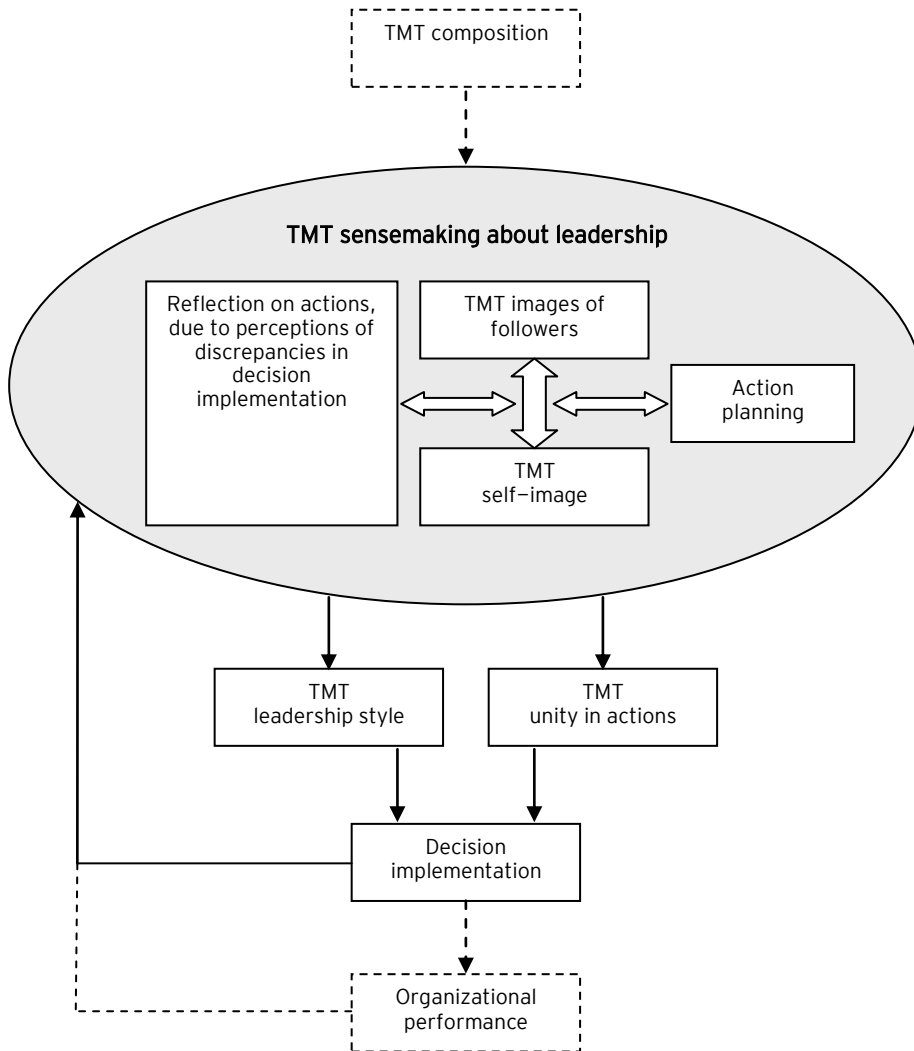 TMT composition
TMT sensemaking about leadership
Reflection on actions,
due to perceptions of
discrepancies in
decision
implementation
TMT images of
followers
Action
planning
TMT
self-image
TMT
leadership style
TMT
unity in actions
Decision
implementation
Organizational
performance